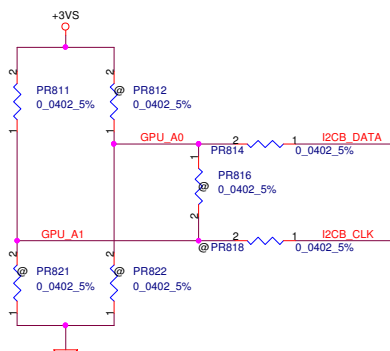 +3VS
2 2
PR811 @ PR812
0_0402_5% 0_0402_5%
1 1
GPU_A0 2 1 I2CB_DATA
1 PR814 0_0402_5%
PR816
@ 0_0402_5%
2
GPU_A1 2 1 I2CB_CLK
@ PR818 0_0402_5%
2 2
@ PR821 @ PR822
0_0402_5% 0_0402_5%
1 1